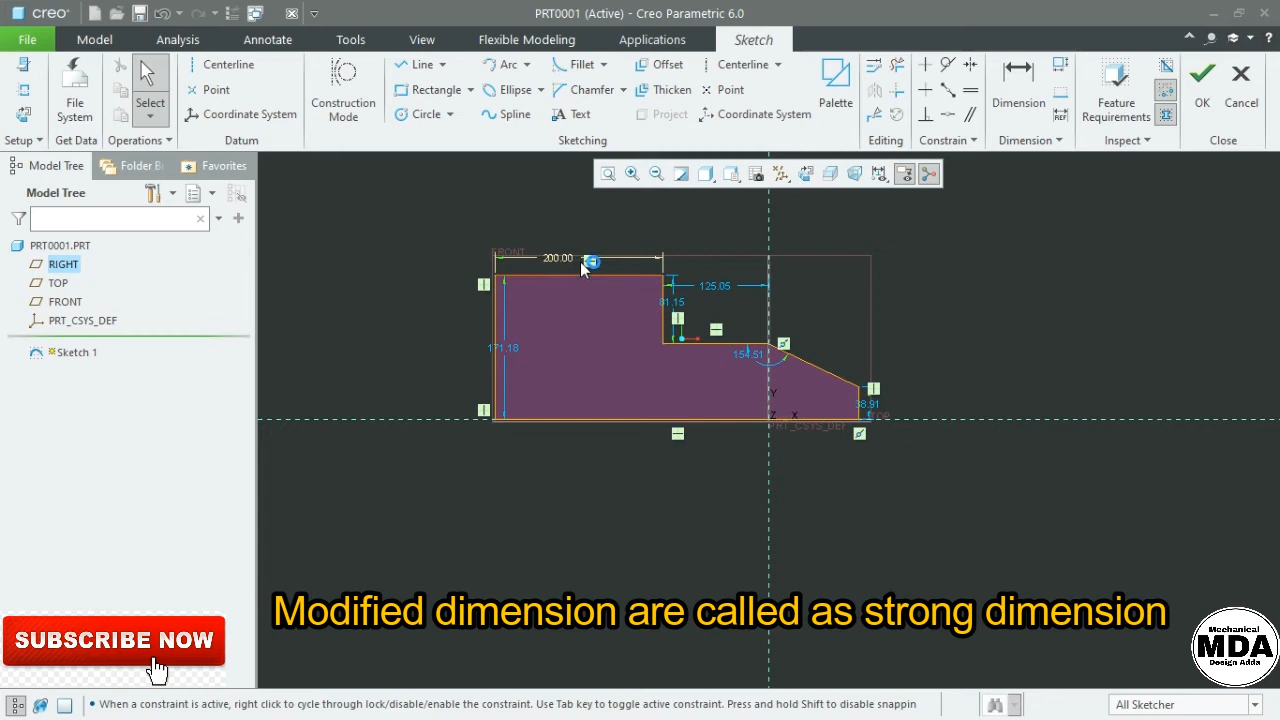 creo
PRT0001 (Active) - Creo Parametric 6.0
File Model Analysis Annotate Tools View Flexible Modeling Applications Sketch
Centerline Line Arc Fillet Offset Centerline
Point Rectangle Ellipse Chamfer Thicken Point
Coordinate System Circle Spline Text Project Coordinate System
File System Select Construction Mode Palette Dimension Feature Requirements OK Cancel
Setup Get Data Operations Datum Sketching Editing Constrain Dimension Inspect Close
Model Tree Folder B Favorites
Model Tree
PRT0001.PRT
RIGHT
TOP
FRONT
PRT_CSYS_DEF
Sketch 1
FRONT
200.00
125.05
81.15
171.18
154.51
38.91
Y
Z X
TOP
PRT_CSYS_DEF
Modified dimension are called as strong dimension
SUBSCRIBE NOW
Mechanical
MDA
Design Adda
• When a constraint is active, right click to cycle through lock/disable/enable the constraint. Use Tab key to toggle active constraint. Press and hold Shift to disable snappin
All Sketcher